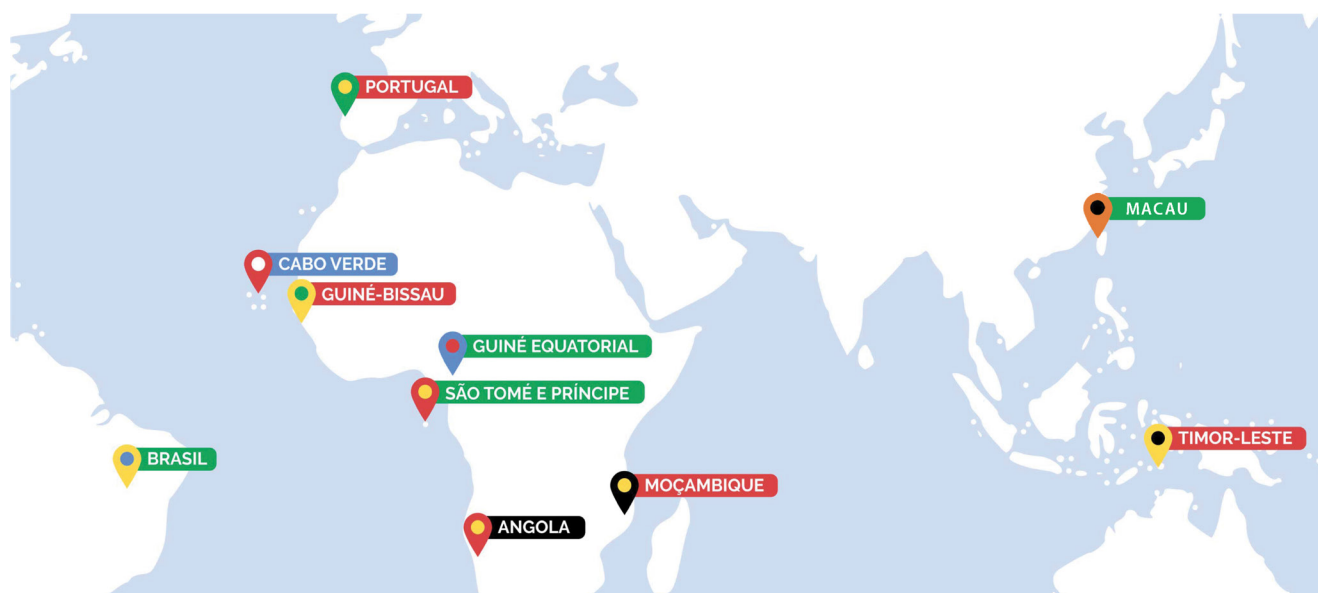 PORTUGAL
MACAU
CABO VERDE
GUINÉ-BISSAU
GUINÉ EQUATORIAL
SÃO TOMÉ E PRÍNCIPE
TIMOR-LESTE
BRASIL
MOÇAMBIQUE
ANGOLA